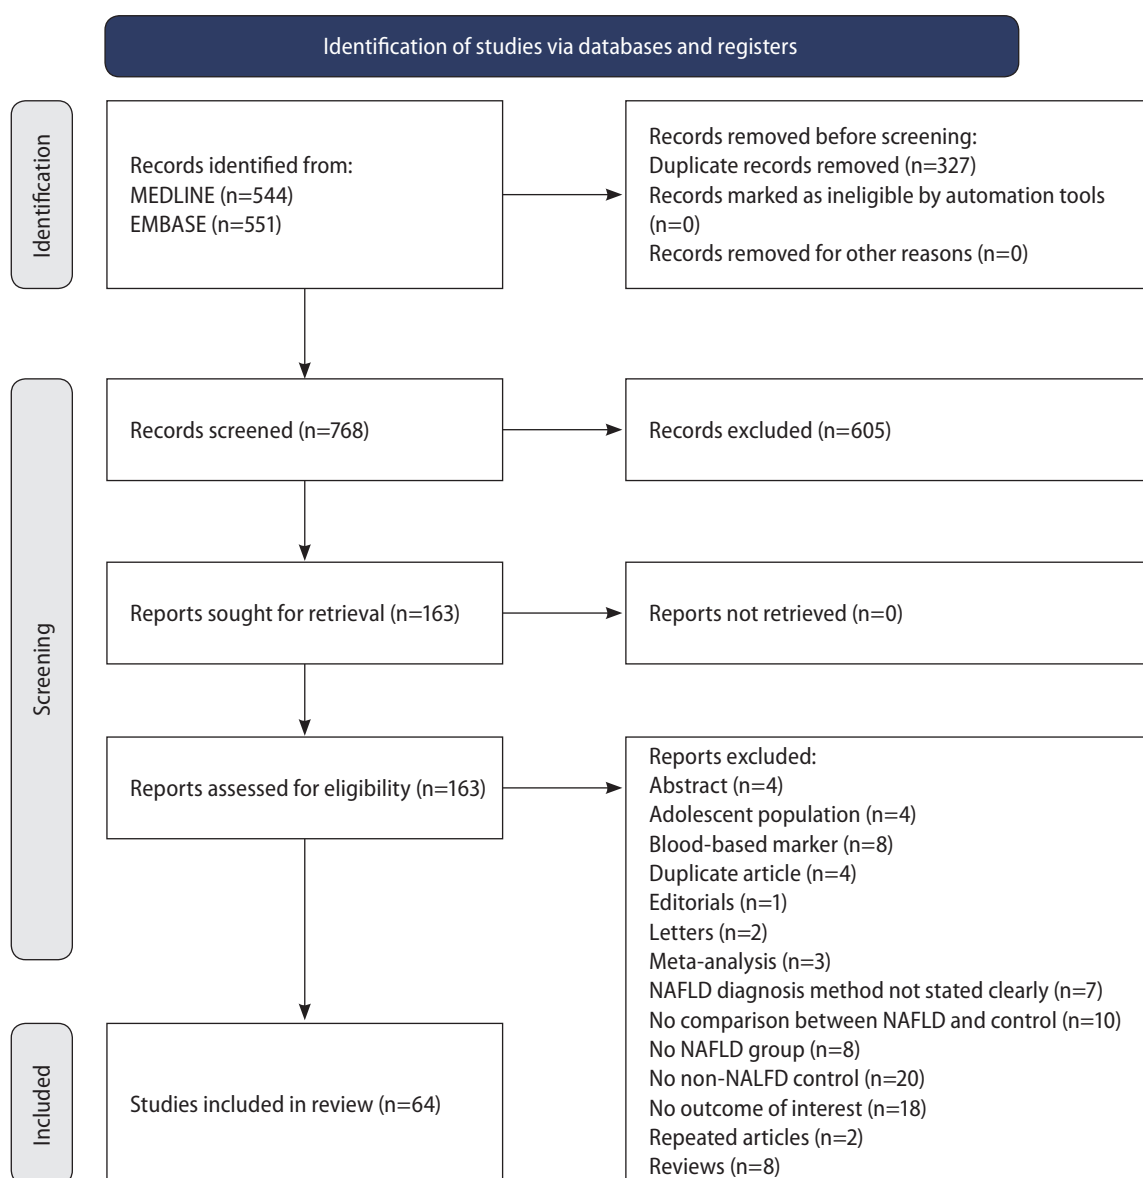 Identification of studies via databases and registers
Identification
Records identified from:
MEDLINE (n=544)
EMBASE (n=551)
Records removed before screening:
Duplicate records removed (n=327)
Records marked as ineligible by automation tools
(n=0)
Records removed for other reasons (n=0)
Screening
Records screened (n=768)
Records excluded (n=605)
Reports sought for retrieval (n=163)
Reports not retrieved (n=0)
Reports assessed for eligibility (n=163)
Reports excluded:
Abstract (n=4)
Adolescent population (n=4)
Blood-based marker (n=8)
Duplicate article (n=4)
Editorials (n=1)
Letters (n=2)
Meta-analysis (n=3)
NAFLD diagnosis method not stated clearly (n=7)
No comparison between NAFLD and control (n=10)
No NAFLD group (n=8)
No non-NALFD control (n=20)
No outcome of interest (n=18)
Repeated articles (n=2)
Reviews (n=8)
Included
Studies included in review (n=64)